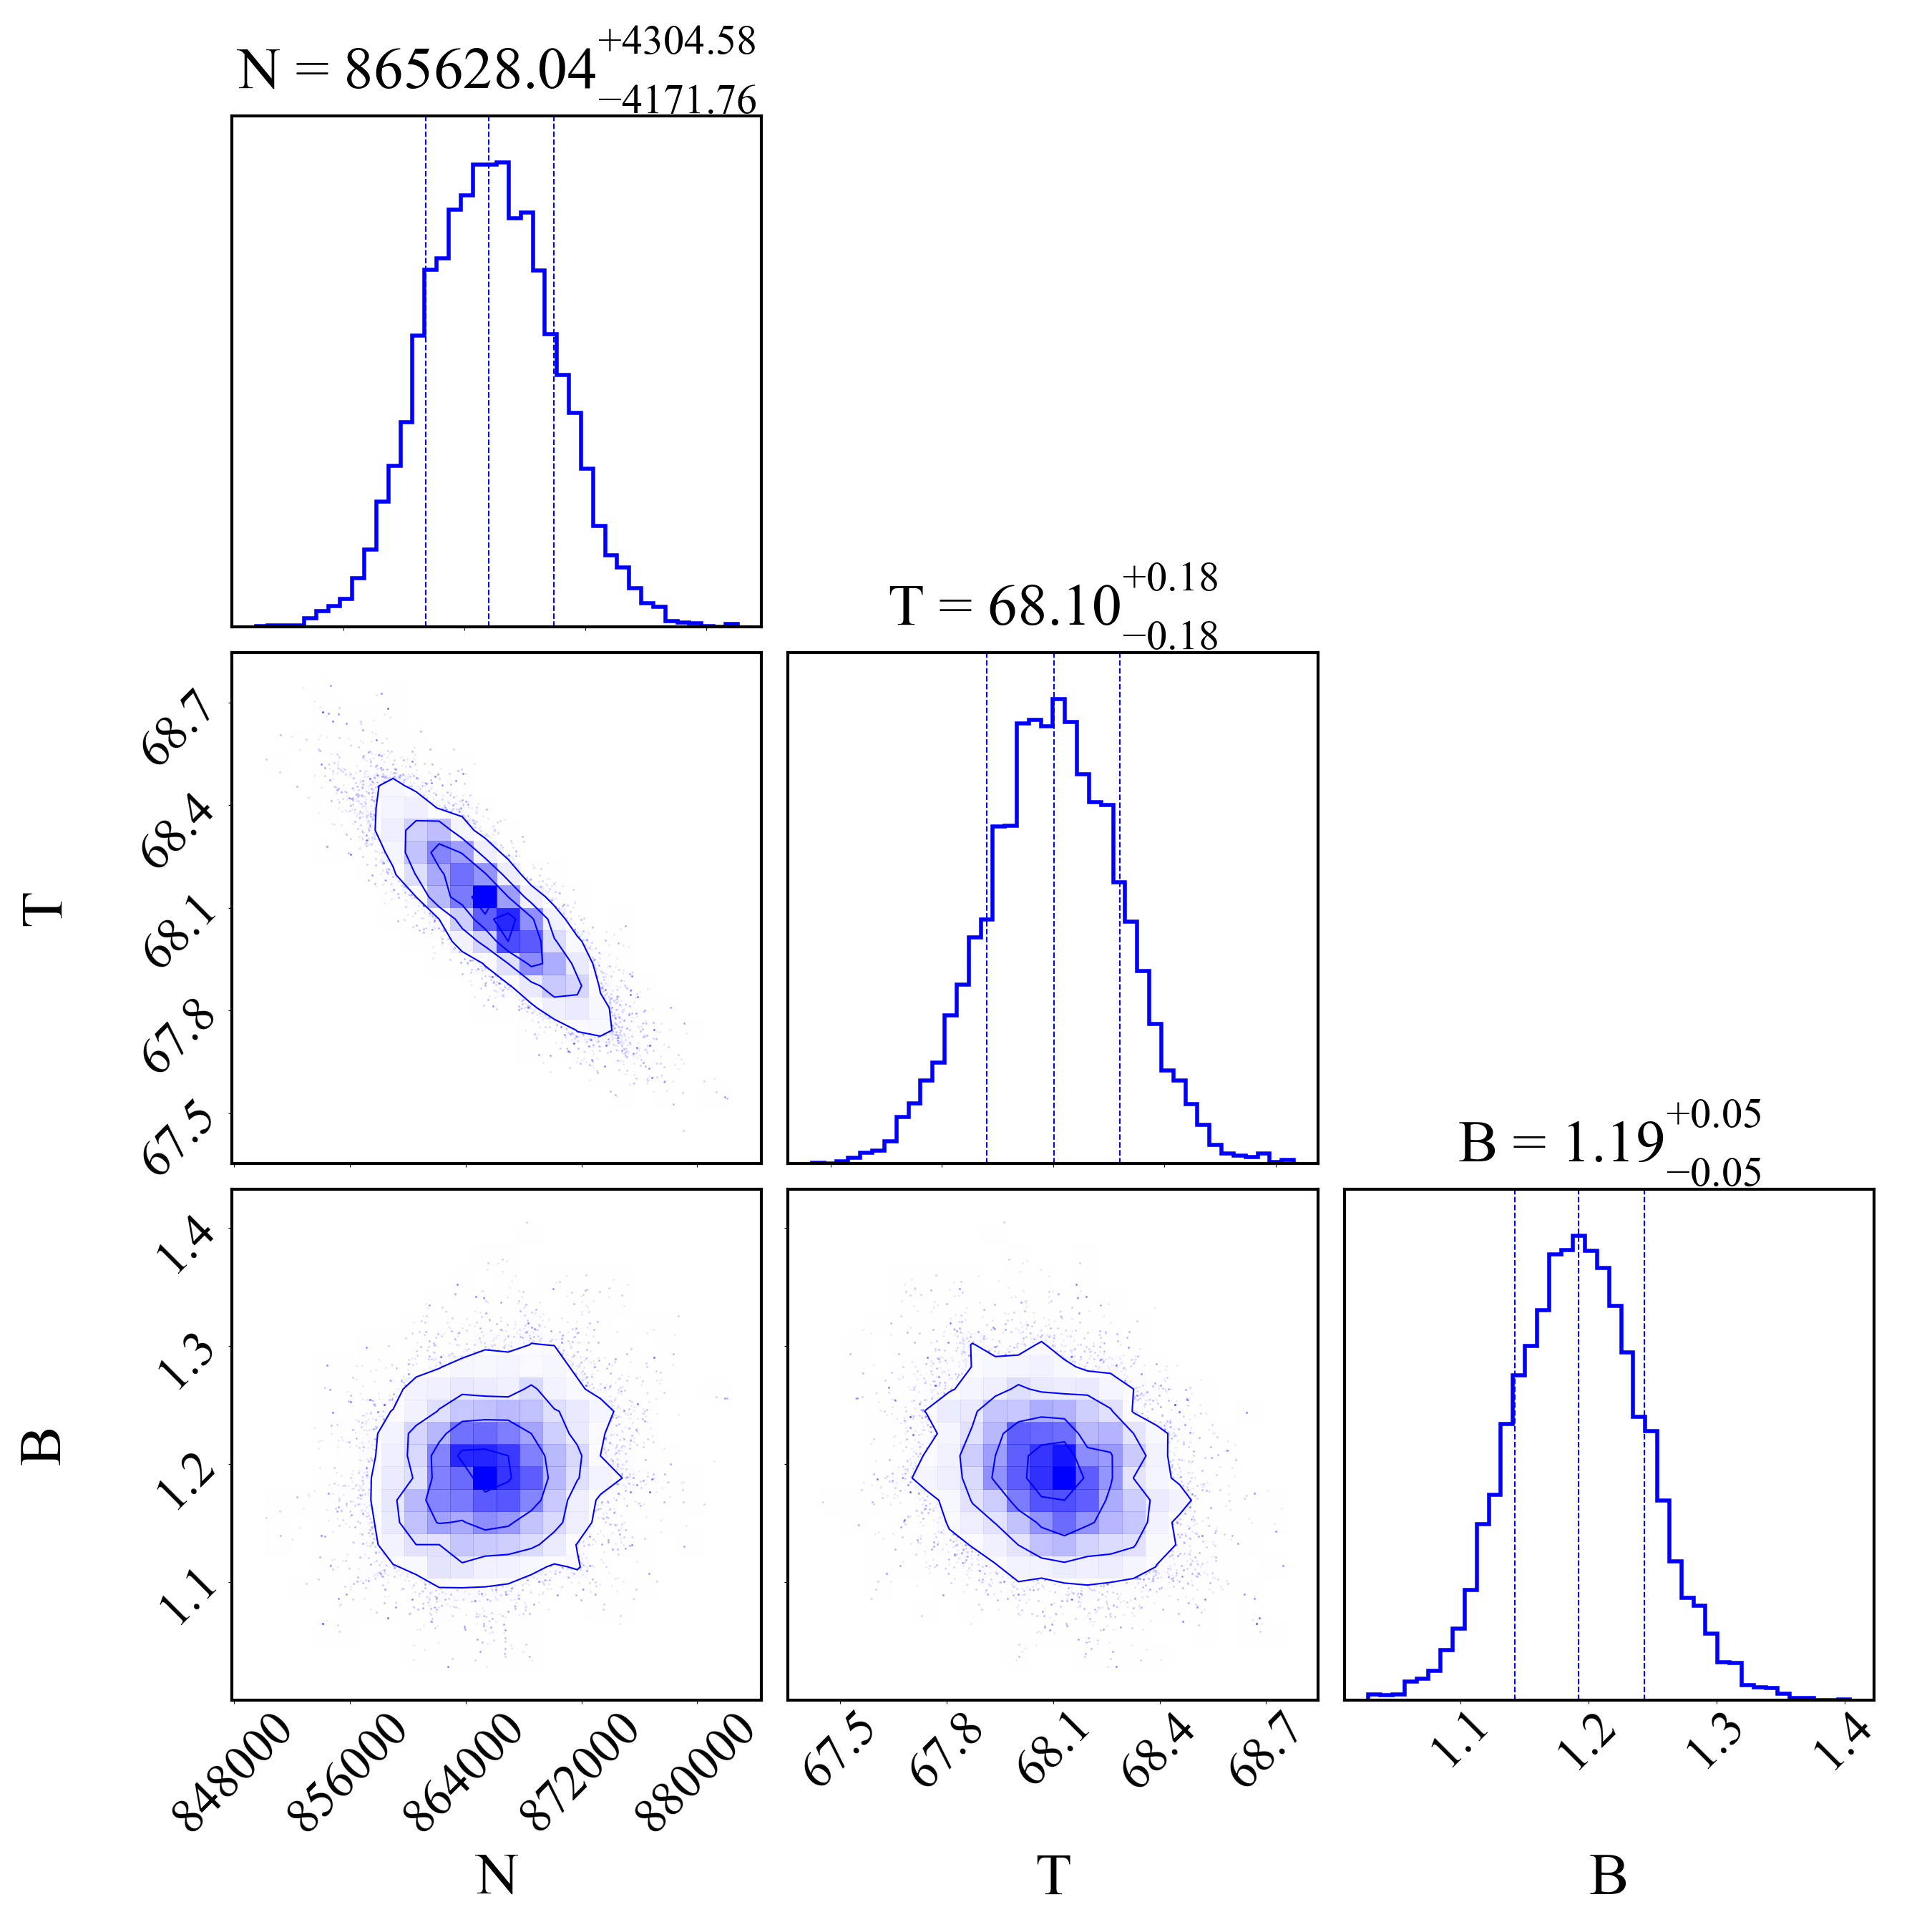 N = 865628.04 +4304.58 −4171.76
T = 68.10 +0.18 −0.18
68.7
68.4
68.1
67.8
67.5
T
B = 1.19 +0.05 −0.05
1.4
1.3
1.2
1.1
B
848000 856000 864000 872000 880000
67.5 67.8 68.1 68.4 68.7
1.1 1.2 1.3 1.4
N T B